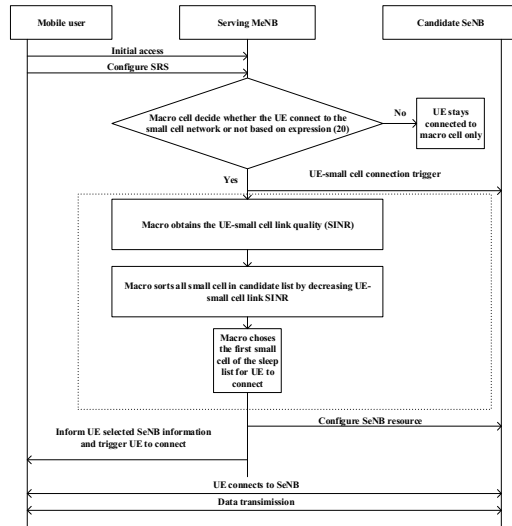 Mobile user
Serving MeNB
Candidate SeNB
Initial access
Configure SRS
Macro cell decide whether the UE connect to the
small cell network or not based on expression (20)
No
UE stays
connected to
macro cell only
Yes
UE-small cell connection trigger
Macro obtains the UE-small cell link quality (SINR)
Macro sorts all small cell in candidate list by decreasing UE-
small cell link SINR
Macro choses
the first small
cell of the sleep
list for UE to
connect
Configure SeNB resource
Inform UE selected SeNB information
and trigger UE to connect
UE connects to SeNB
Data transimission